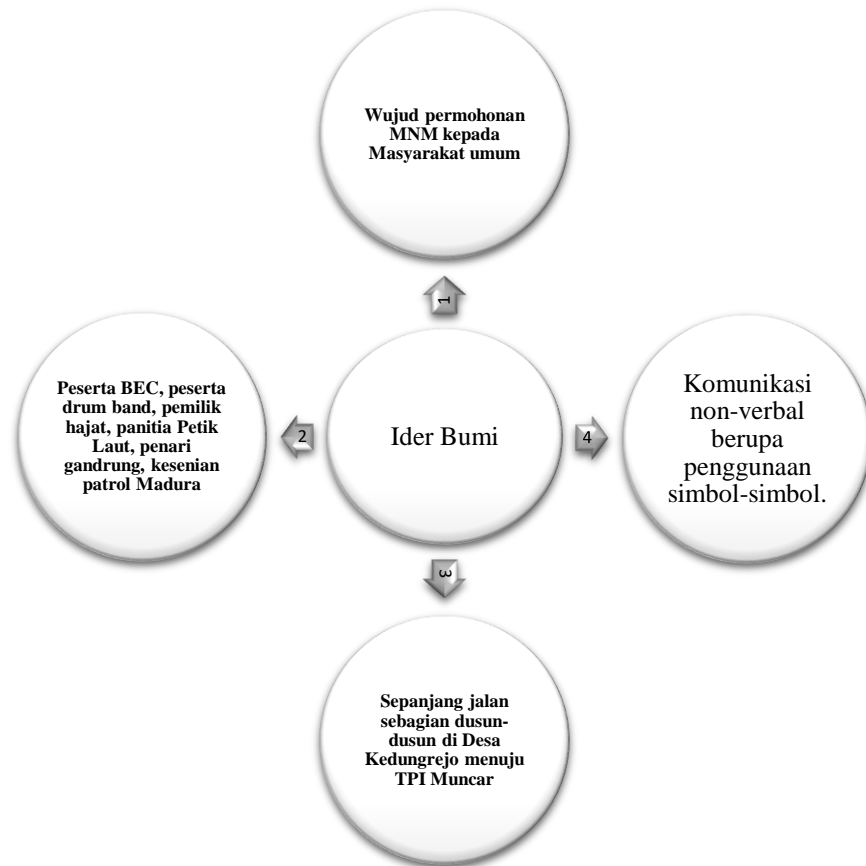 Wujud permohonan
MNM kepada
Masyarakat umum
1
Peserta BEC, peserta
drum band, pemilik
hajat, panitia Petik
Laut, penari
gandrung, kesenian
patrol Madura
2
Ider Bumi
4
Komunikasi
non-verbal
berupa
penggunaan
simbol-simbol.
3
Sepanjang jalan
sebagian dusun-
dusun di Desa
Kedungrejo menuju
TPI Muncar